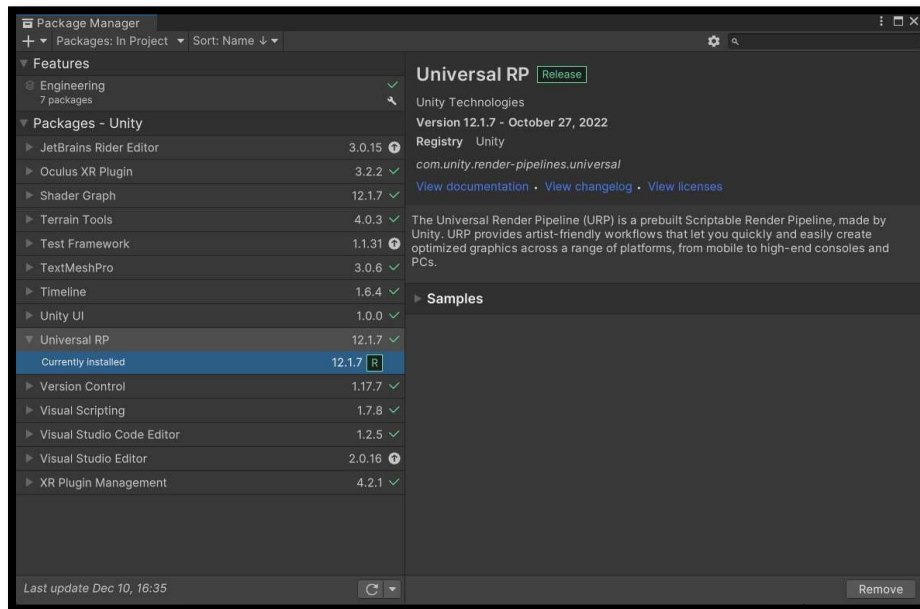 Package Manager
Packages: In Project Sort: Name ↓
Features
Engineering
7 packages
Packages - Unity
JetBrains Rider Editor 3.0.15
Oculus XR Plugin 3.2.2
Shader Graph 12.1.7
Terrain Tools 4.0.3
Test Framework 1.1.31
TextMeshPro 3.0.6
Timeline 1.6.4
Unity UI 1.0.0
Universal RP 12.1.7
Currently installed 12.1.7 R
Version Control 1.17.7
Visual Scripting 1.7.8
Visual Studio Code Editor 1.2.5
Visual Studio Editor 2.0.16
XR Plugin Management 4.2.1
Last update Dec 10, 16:35
Universal RP Release
Unity Technologies
Version 12.1.7 - October 27, 2022
Registry Unity
com.unity.render-pipelines.universal
View documentation • View changelog • View licenses
The Universal Render Pipeline (URP) is a prebuilt Scriptable Render Pipeline, made by
Unity. URP provides artist-friendly workflows that let you quickly and easily create
optimized graphics across a range of platforms, from mobile to high-end consoles and
PCs.
Samples
Remove